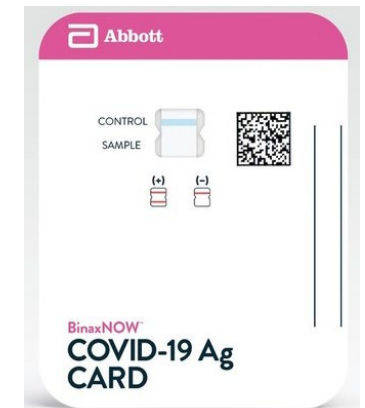 Abbott
CONTROL
SAMPLE
(+) (-)
BinaxNOW™
COVID-19 Ag
CARD